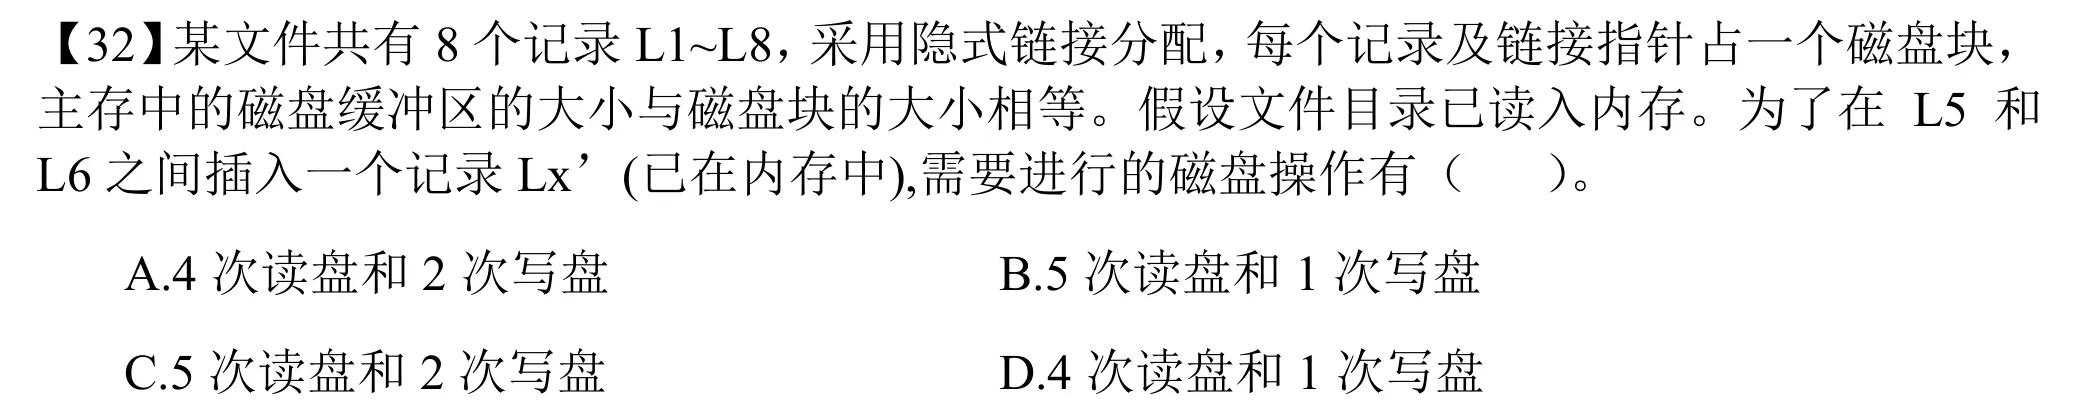 【32】某文件共有 8 个记录 L1~L8，采用隐式链接分配，每个记录及链接指针占一个磁盘块，
主存中的磁盘缓冲区的大小与磁盘块的大小相等。假设文件目录已读入内存。为了在 L5 和
L6 之间插入一个记录 Lx’(已在内存中),需要进行的磁盘操作有（ ）。
A.4 次读盘和 2 次写盘 B.5 次读盘和 1 次写盘
C.5 次读盘和 2 次写盘 D.4 次读盘和 1 次写盘